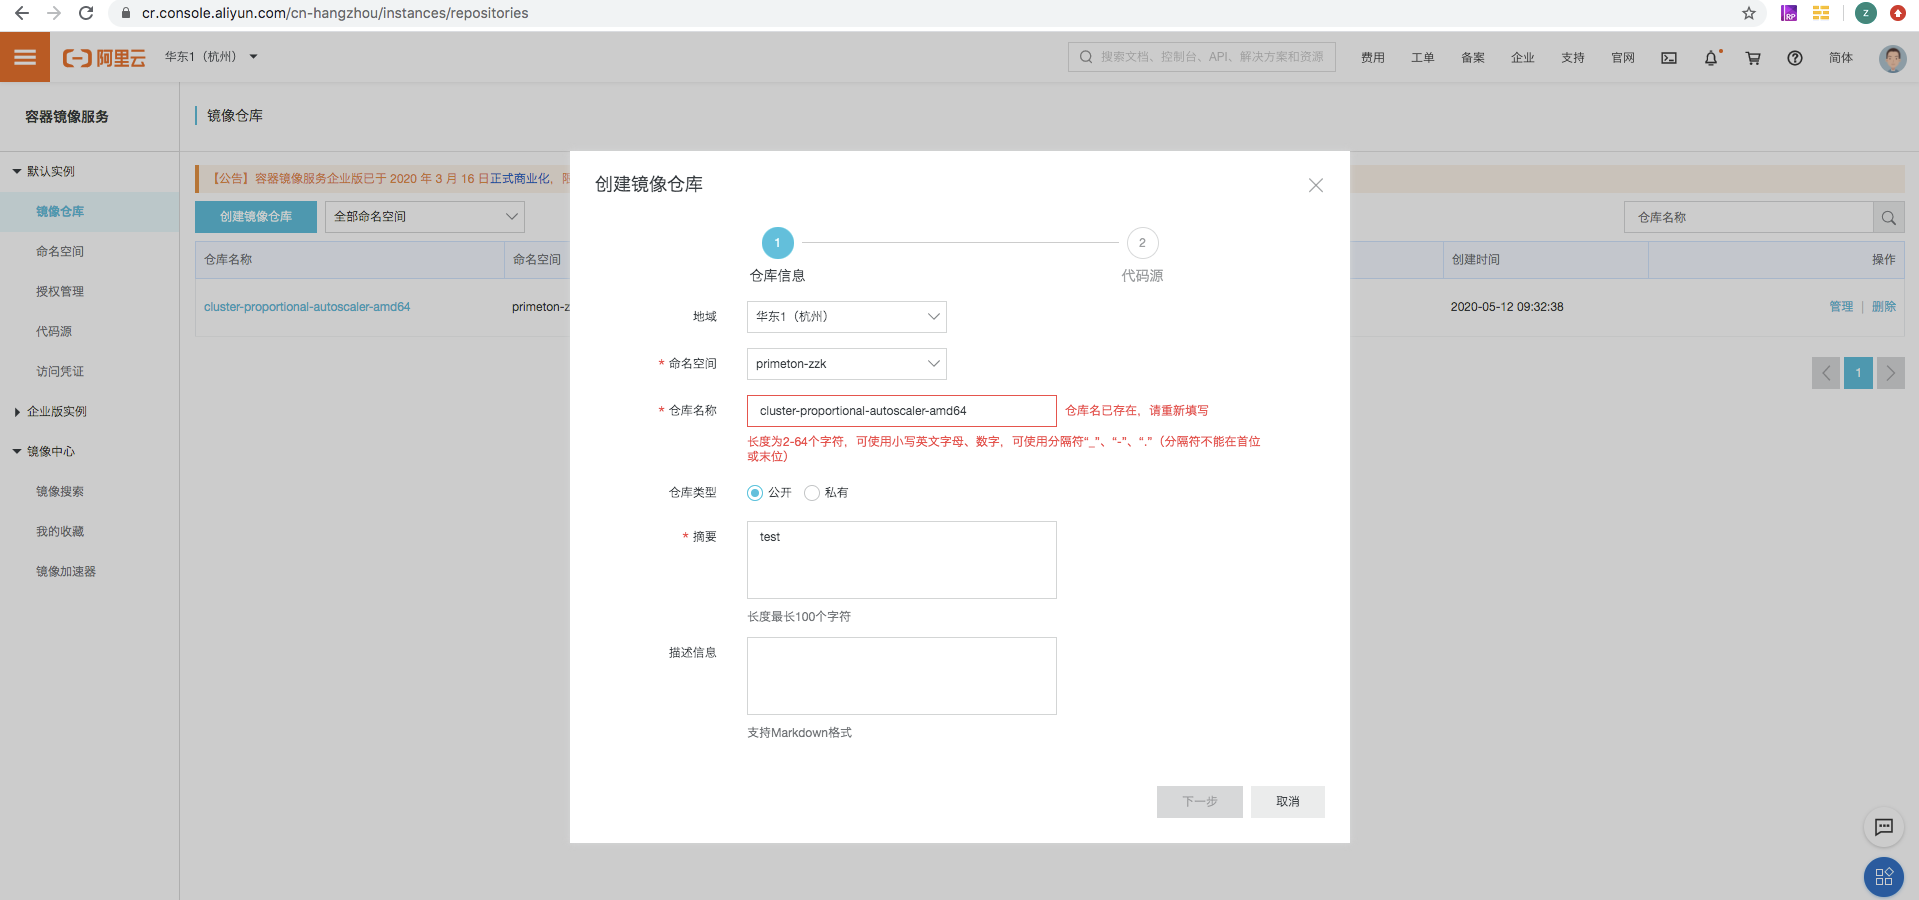 cr.console.aliyun.com/cn-hangzhou/instances/repositories
RP
z
阿里云
华东1（杭州）
搜索文档、控制台、API、解决方案和资源
费用
工单
备案
企业
支持
官网
简体
容器镜像服务
默认实例
镜像仓库
命名空间
授权管理
代码源
访问凭证
企业版实例
镜像中心
镜像搜索
我的收藏
镜像加速器
镜像仓库
【公告】容器镜像服务企业版已于 2020 年 3 月 16 日正式商业化，
创建镜像仓库
全部命名空间
仓库名称
仓库名称
命名空间
创建时间
操作
cluster-proportional-autoscaler-amd64
primeton-z
2020-05-12 09:32:38
管理 | 删除
1
创建镜像仓库
1
仓库信息
2
代码源
地域
华东1（杭州）
* 命名空间
primeton-zzk
* 仓库名称
cluster-proportional-autoscaler-amd64
仓库名已存在，请重新填写
长度为2-64个字符，可使用小写英文字母、数字，可使用分隔符“_”、“-”、“.”（分隔符不能在首位
或末位）
仓库类型
公开
私有
* 摘要
test
长度最长100个字符
描述信息
支持Markdown格式
下一步
取消